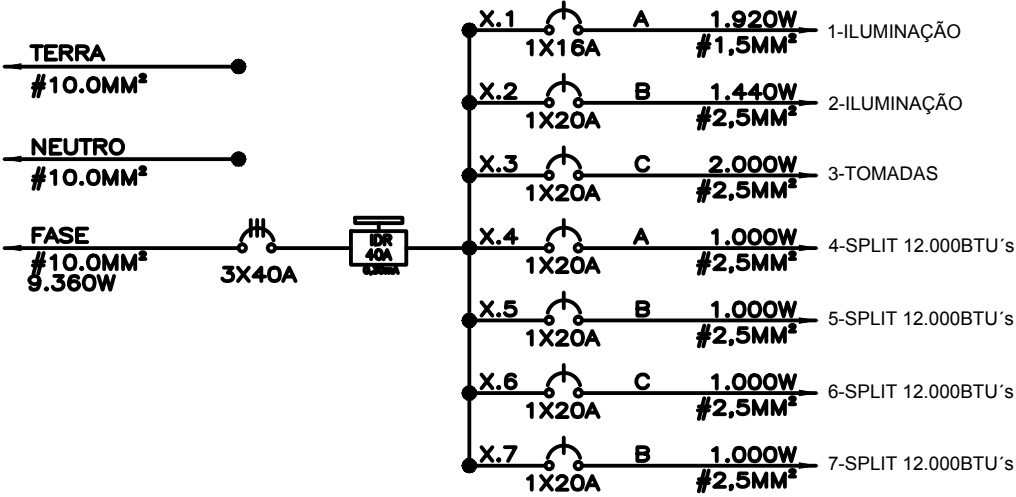 TERRA
#10.0MM²
NEUTRO
#10.0MM²
FASE
#10.0MM²
9.360W
3X40A
IDR
40A
X.1 A 1.920W
1X16A #1,5MM²
1-ILUMINAÇÃO
X.2 B 1.440W
1X20A #2,5MM²
2-ILUMINAÇÃO
X.3 C 2.000W
1X20A #2,5MM²
3-TOMADAS
X.4 A 1.000W
1X20A #2,5MM²
4-SPLIT 12.000BTU´s
X.5 B 1.000W
1X20A #2,5MM²
5-SPLIT 12.000BTU´s
X.6 C 1.000W
1X20A #2,5MM²
6-SPLIT 12.000BTU´s
X.7 B 1.000W
1X20A #2,5MM²
7-SPLIT 12.000BTU´s